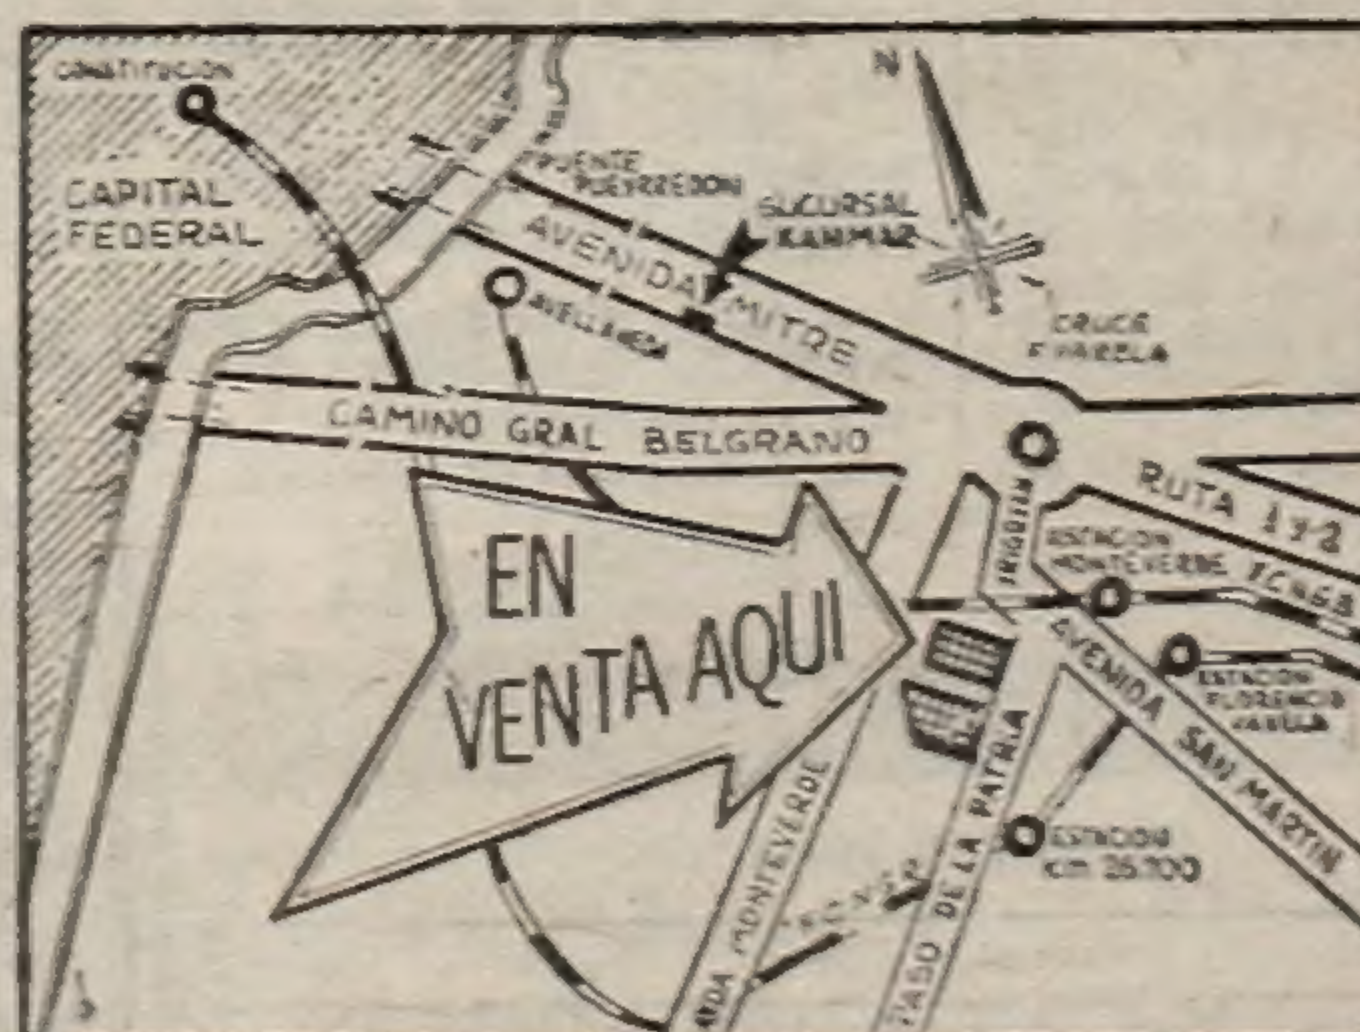 CONSTITUCION
CAPITAL
FEDERAL
PUENTE
PUEYRREDON
SUCURSAL
KANMAR
N
AVENIDA MITRE
AVELLANEDA
CRUCE
F VARELA
CAMINO GRAL BELGRANO
RUTA 1 y 2
IRIGOYEN
ESTACION
MONTEVERDE
F.C.N.G.B.
EN
VENTA AQUI
AVENIDA SAN MARTIN
ESTACION
FLORENCIO
VARELA
ESTACION
Km 26.700
MONTEVERDE
PASO DE LA PATRIA